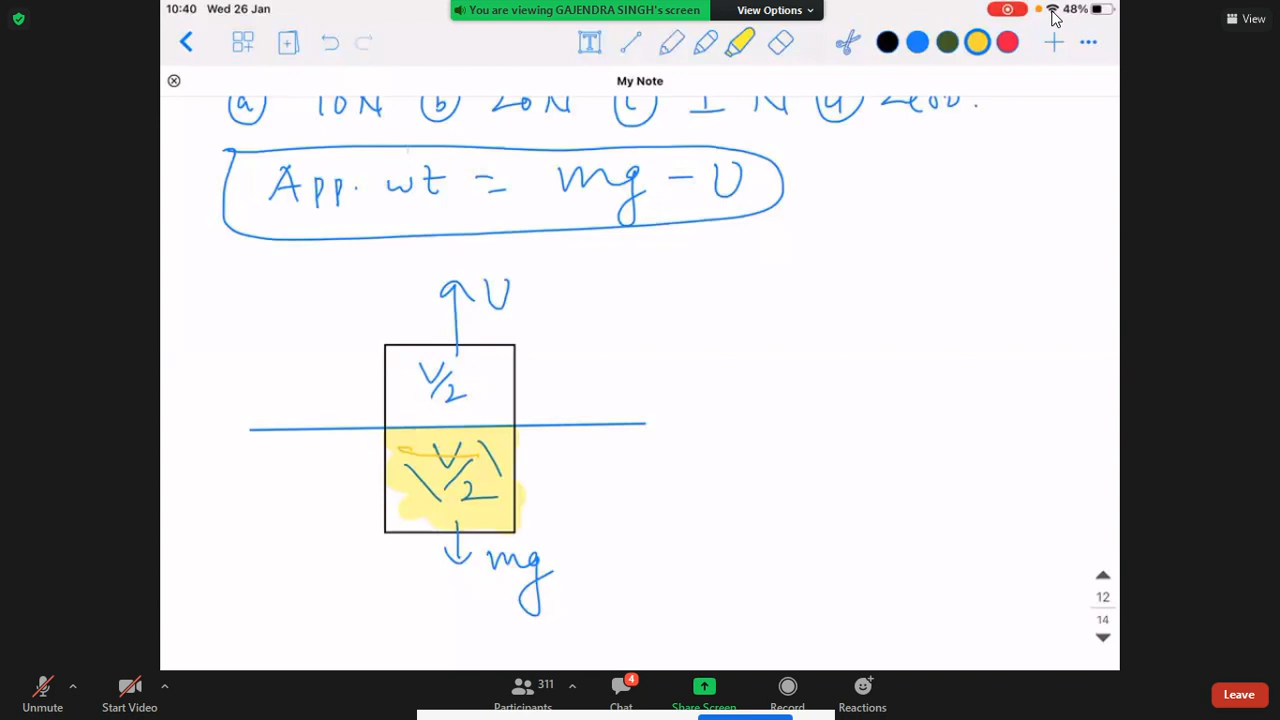 10:40 Wed 26 Jan
You are viewing GAJENDRA SINGH's screen
View Options
48%
View
My Note
(a) 10 N (b) 20 N (c) 1 N (d) zero.
App. wt = mg - U
U
V/2
V/2
mg
12
14
Unmute
Start Video
311
Participants
4
Chat
Share Screen
Record
Reactions
Leave